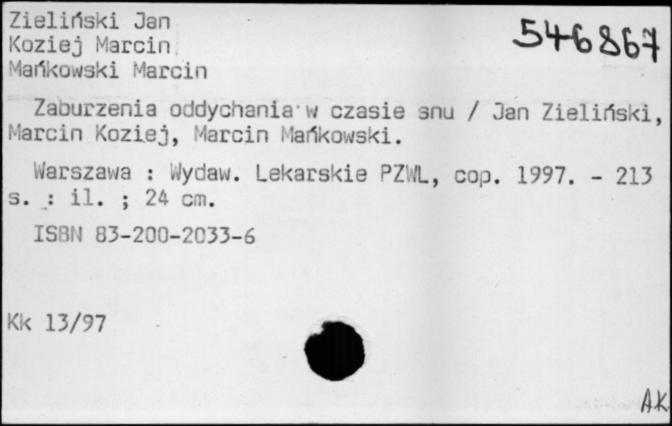 Zieliński Jan
546867
Koziej Marcin
Mańkowski Marcin
Zaburzenia oddychania w czasie snu / Jan Zieliński,
Marcin Koziej, Marcin Mańkowski.
Warszawa : Wydaw. Lekarskie PZWL, cop. 1997. - 213
s. : il. ; 24 cm.
ISBN 83-200-2033-6
Kk 13/97
AK